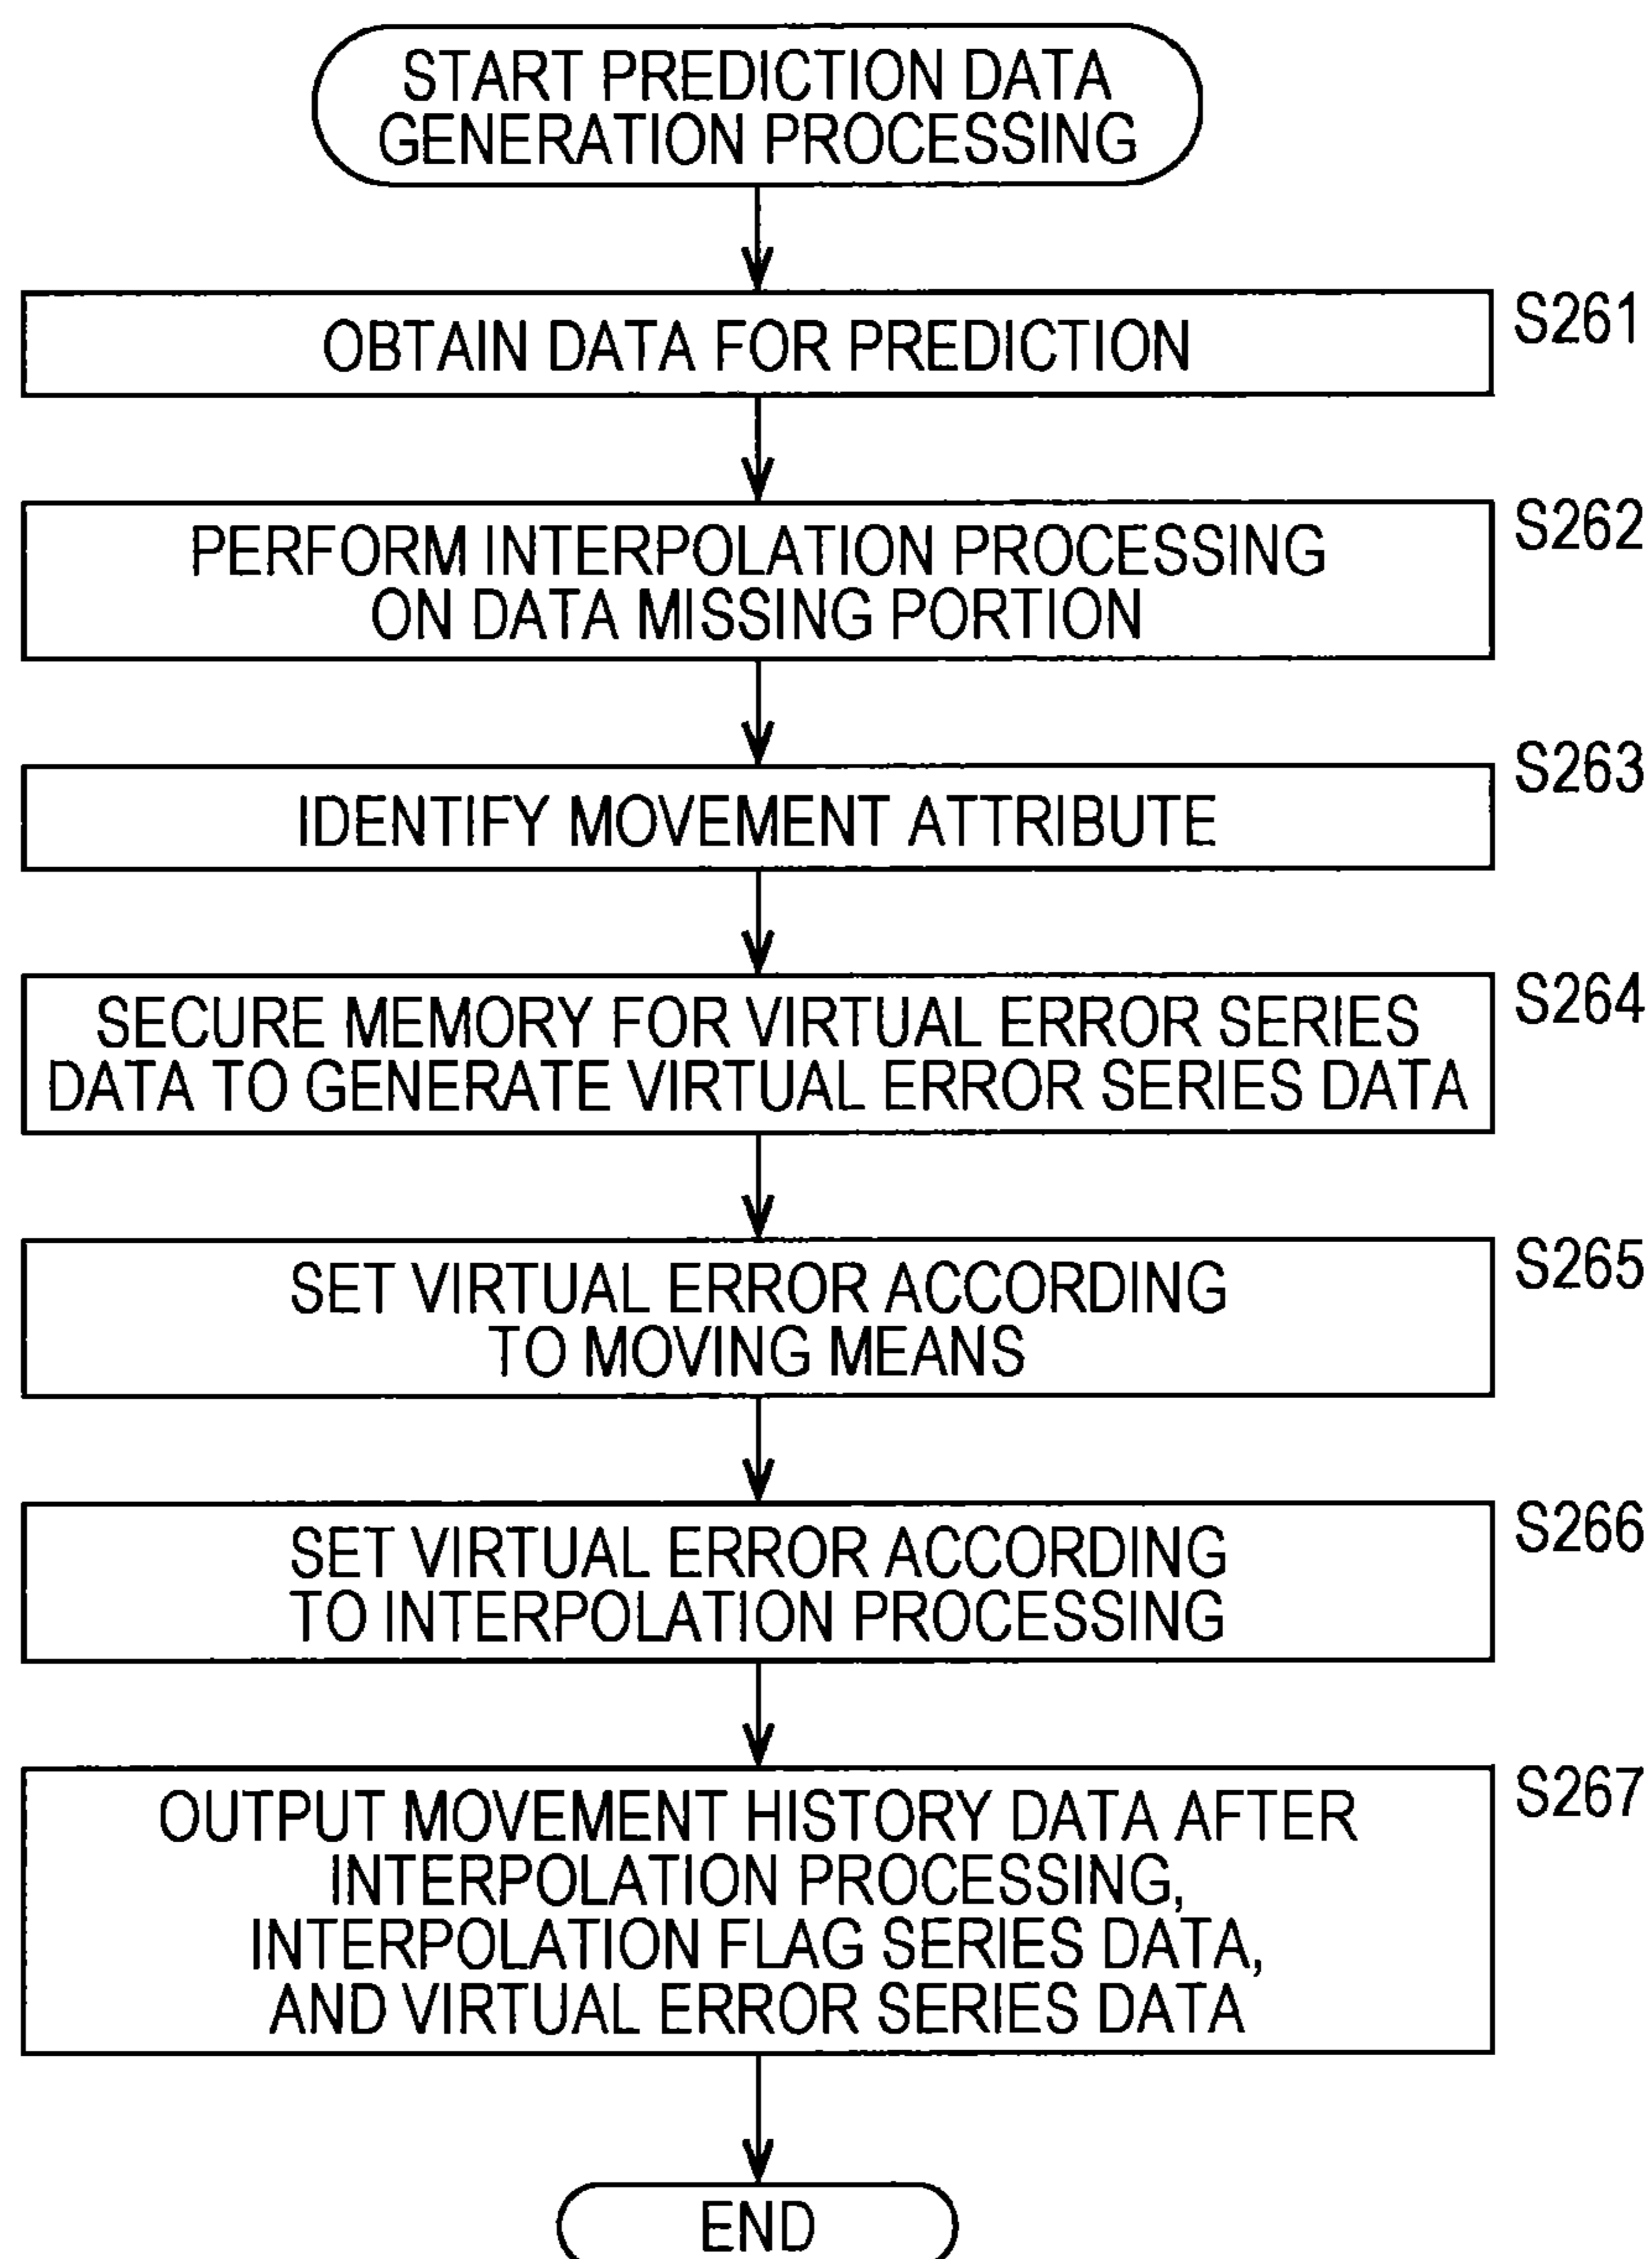 START PREDICTION DATA
GENERATION PROCESSING
OBTAIN DATA FOR PREDICTION
S261
PERFORM INTERPOLATION PROCESSING
ON DATA MISSING PORTION
S262
IDENTIFY MOVEMENT ATTRIBUTE
S263
SECURE MEMORY FOR VIRTUAL ERROR SERIES
DATA TO GENERATE VIRTUAL ERROR SERIES DATA
S264
SET VIRTUAL ERROR ACCORDING
TO MOVING MEANS
S265
SET VIRTUAL ERROR ACCORDING
TO INTERPOLATION PROCESSING
S266
OUTPUT MOVEMENT HISTORY DATA AFTER
INTERPOLATION PROCESSING,
INTERPOLATION FLAG SERIES DATA,
AND VIRTUAL ERROR SERIES DATA
S267
END